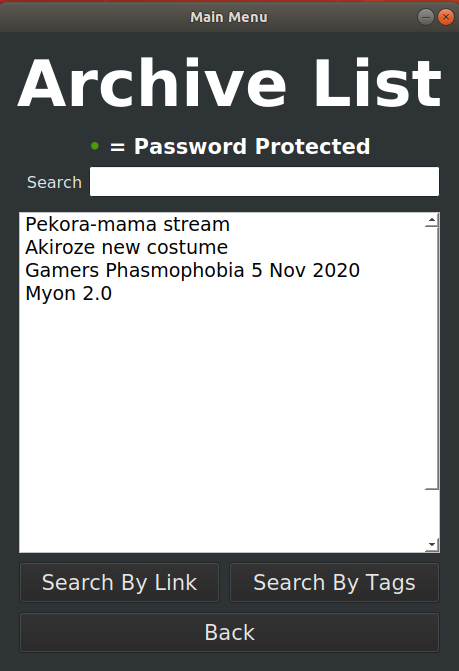 Main Menu
Archive List
• = Password Protected
Search
Pekora-mama stream
Akiroze new costume
Gamers Phasmophobia 5 Nov 2020
Myon 2.0
Search By Link
Search By Tags
Back